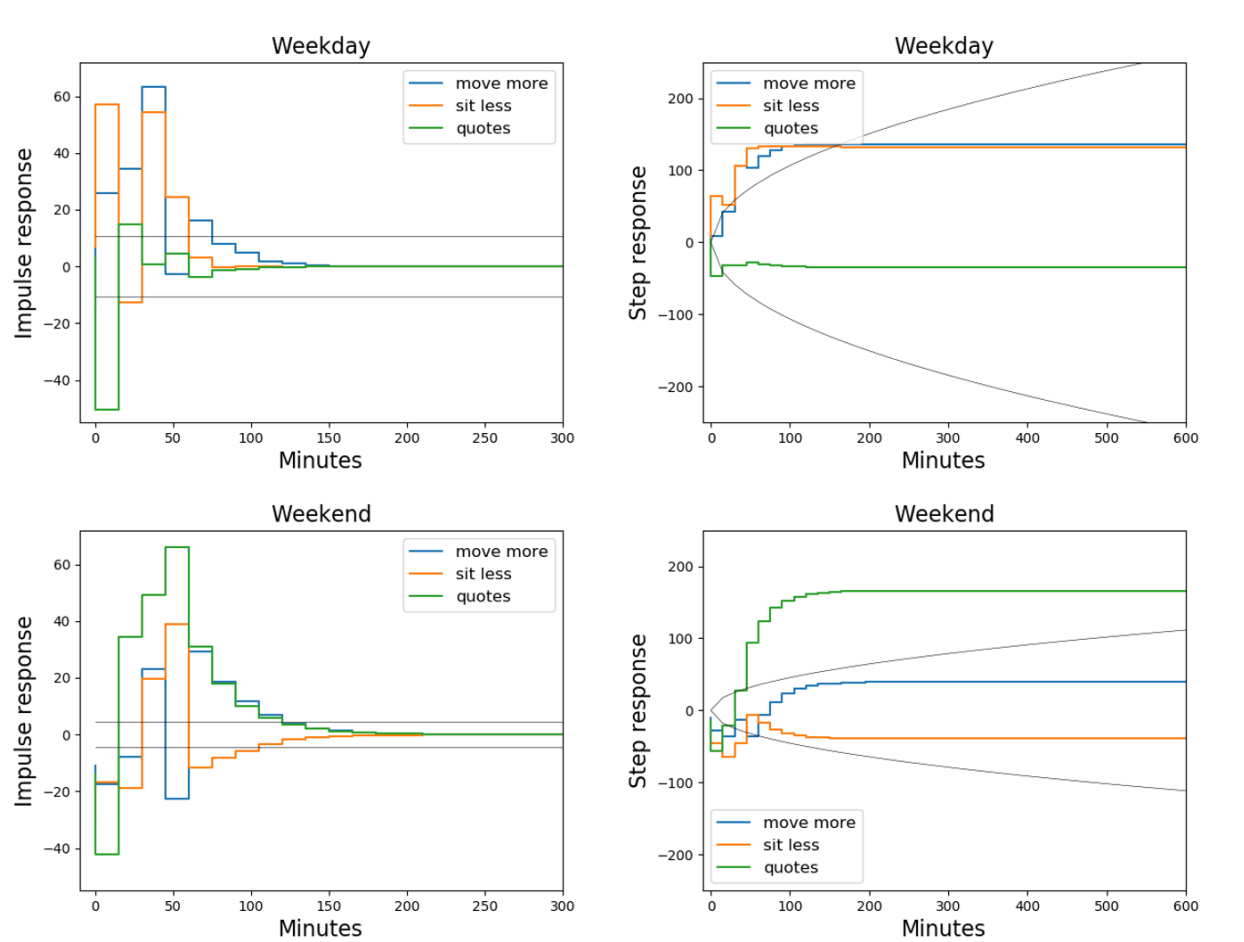 Weekday
Impulse response
60
40
20
0
−20
−40
move more
sit less
quotes
0 50 100 150 200 250 300
Minutes
Weekday
Step response
200
100
0
−100
−200
move more
sit less
quotes
0 100 200 300 400 500 600
Minutes
Weekend
Impulse response
60
40
20
0
−20
−40
move more
sit less
quotes
0 50 100 150 200 250 300
Minutes
Weekend
Step response
200
100
0
−100
−200
move more
sit less
quotes
0 100 200 300 400 500 600
Minutes